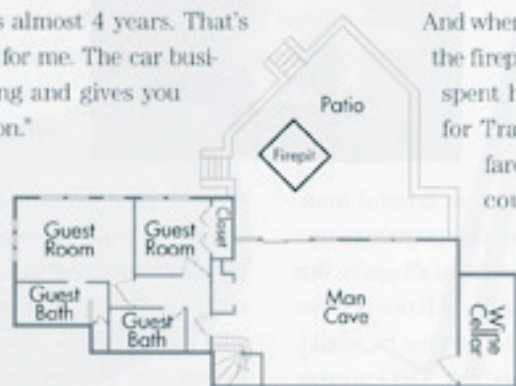 s almost 4 years. That's
for me. The car busi-
ng and gives you
on."
And when
the firep
spent h
for Tra
fare
cou
Patio
Firepit
Guest
Room
Guest
Room
Closet
Guest
Bath
Guest
Bath
Man
Cave
Wine
Cellar